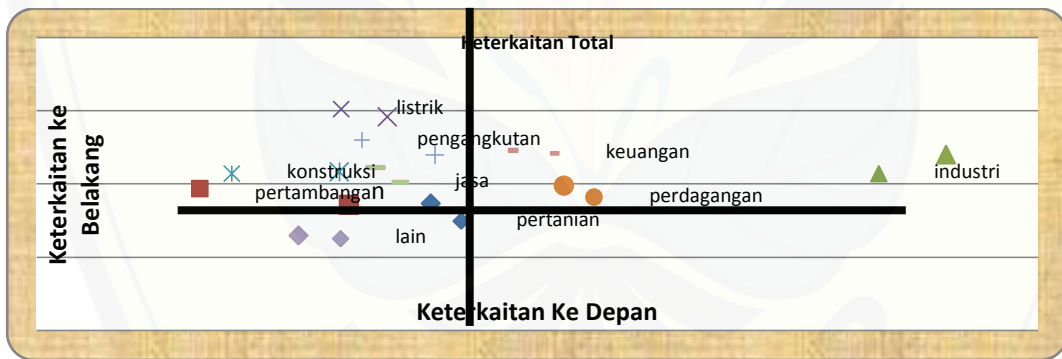 Keterkaitan Total
listrik
pengangkutan
keuangan
konstruksi
industri
jasa
pertambangan
perdagangan
pertanian
lain
Keterkaitan ke
Belakang
Keterkaitan Ke Depan